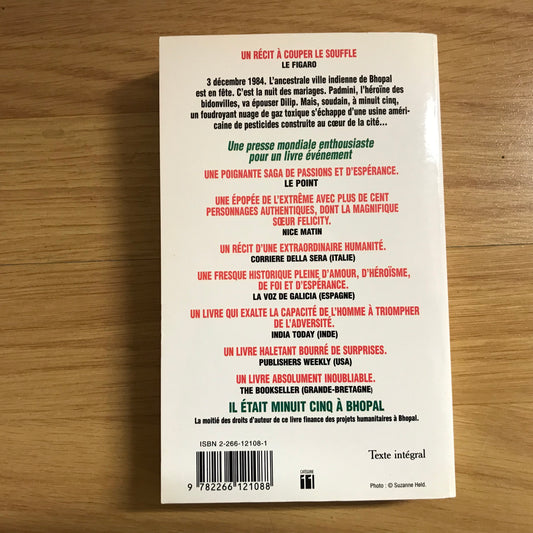 UN RÉCIT À COUPER LE SOUFFLE
LE FIGARO
3 décembre 1984. L'ancestrale ville indienne de Bhopal
est en fête. C'est la nuit des mariages. Padmini, l'héroïne des
bidonvilles, va épouser Dilip. Mais, soudain, à minuit cinq,
un foudroyant nuage de gaz toxique s'échappe d'une usine améri-
caine de pesticides construite au cœur de la cité...
Une presse mondiale enthousiaste
pour un livre événement
UNE POIGNANTE SAGA DE PASSIONS ET D'ESPÉRANCE.
LE POINT
UNE ÉPOPÉE DE L'EXTRÊME AVEC PLUS DE CENT
PERSONNAGES AUTHENTIQUES, DONT LA MAGNIFIQUE
SŒUR FELICITY.
NICE MATIN
UN RÉCIT D'UNE EXTRAORDINAIRE HUMANITÉ.
CORRIERE DELLA SERA (ITALIE)
UNE FRESQUE HISTORIQUE PLEINE D'AMOUR, D'HÉROÏSME,
DE FOI ET D'ESPÉRANCE.
LA VOZ DE GALICIA (ESPAGNE)
UN LIVRE QUI EXALTE LA CAPACITÉ DE L'HOMME À TRIOMPHER
DE L'ADVERSITÉ.
INDIA TODAY (INDE)
UN LIVRE HALETANT BOURRÉ DE SURPRISES.
PUBLISHERS WEEKLY (USA)
UN LIVRE ABSOLUMENT INOUBLIABLE.
THE BOOKSELLER (GRANDE-BRETAGNE)
IL ÉTAIT MINUIT CINQ À BHOPAL
La moitié des droits d'auteur de ce livre finance des projets humanitaires à Bhopal.
ISBN 2-266-12108-1
9 782266 121088
CATÉGORIE
Texte intégral
Photo : © Suzanne Held.